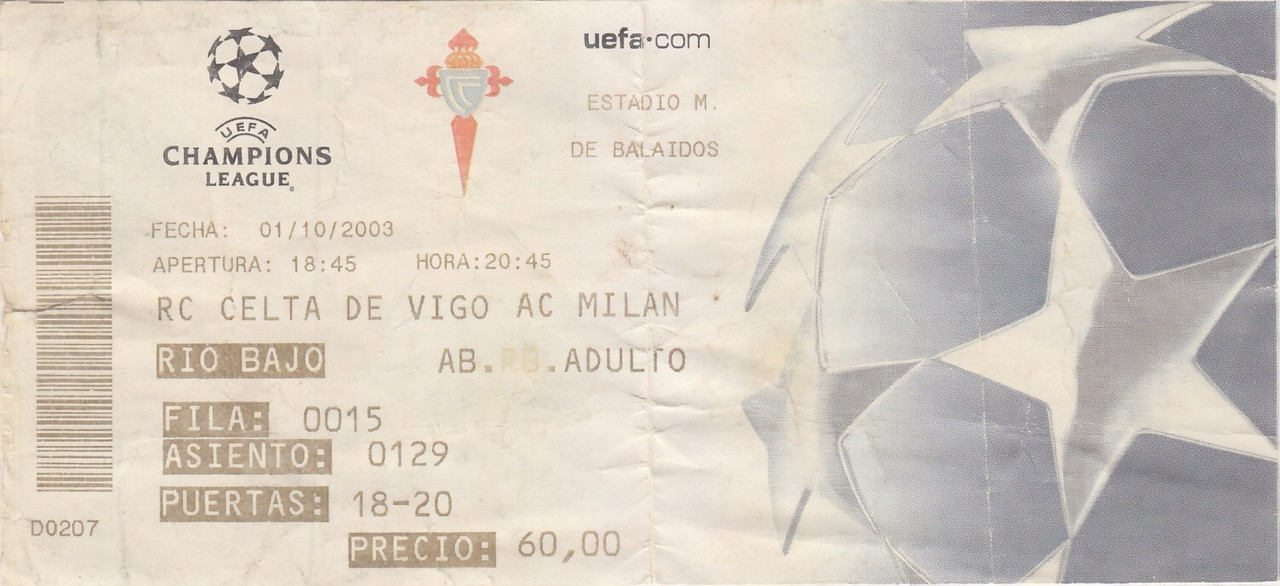 UEFA
CHAMPIONS
LEAGUE
uefa.com
ESTADIO M.
DE BALAIDOS
FECHA: 01/10/2003
APERTURA: 18:45 HORA:20:45
RC CELTA DE VIGO AC MILAN
RIO BAJO AB.RB.ADULTO
FILA: 0015
ASIENTO: 0129
PUERTAS: 18-20
D0207
PRECIO: 60,00